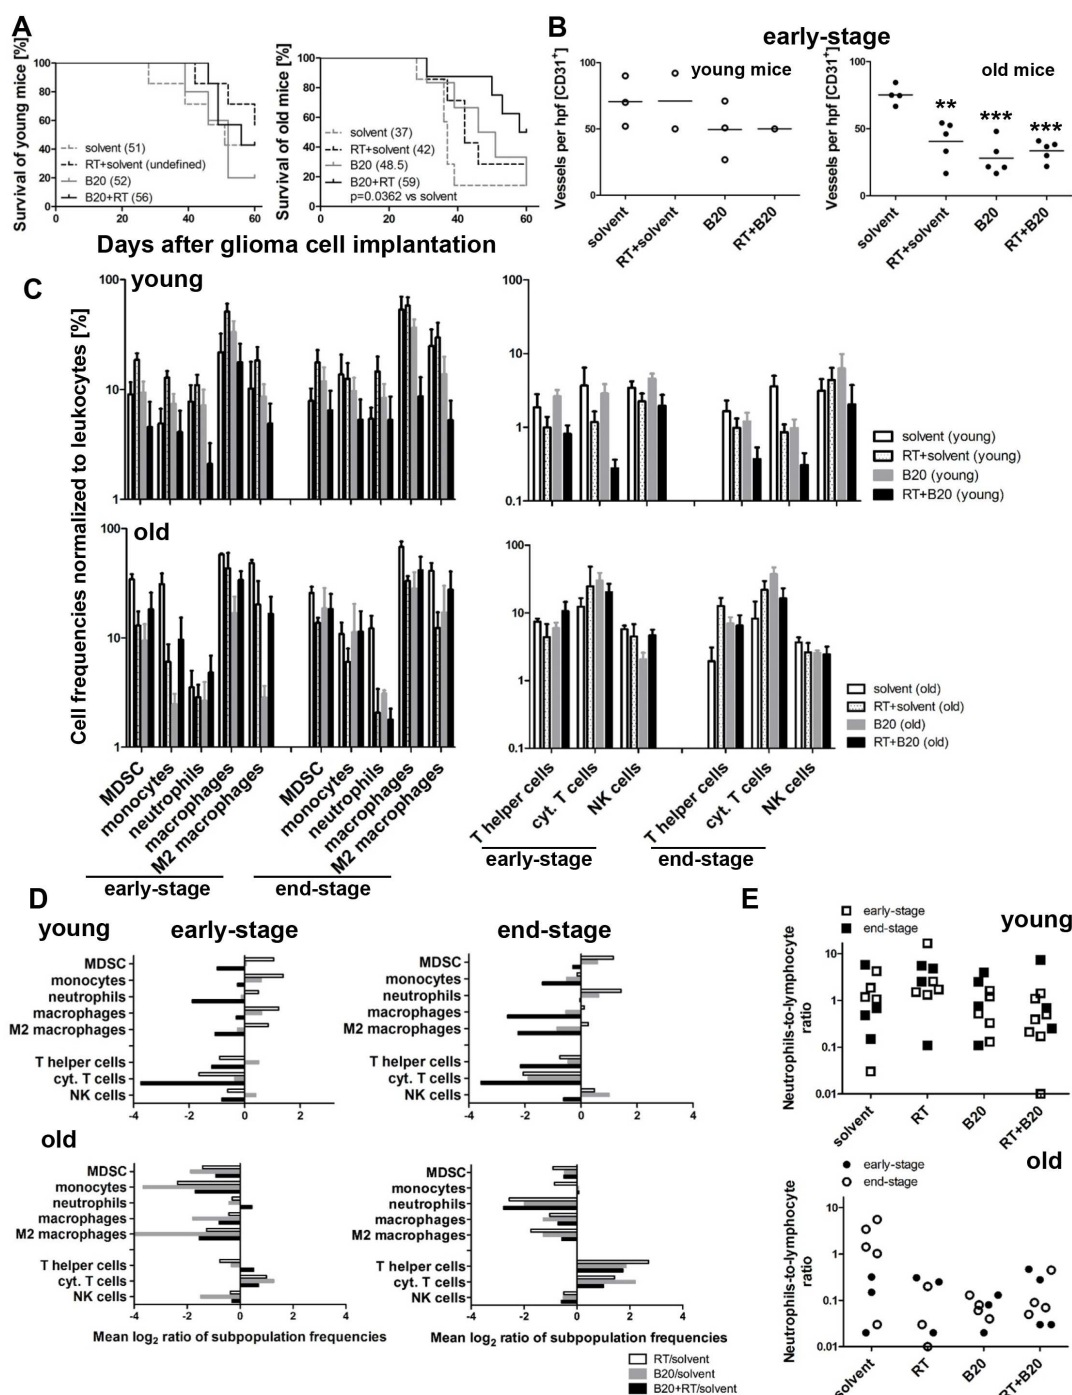 A
Survival of young mice [%]
100
80
60
40
20
0
solvent (51)
RT+solvent (undefined)
B20 (52)
B20+RT (56)
0 20 40 60
Survival of old mice [%]
100
80
60
40
20
0
solvent (37)
RT+solvent (42)
B20 (48.5)
B20+RT (59)
p=0.0362 vs solvent
0 20 40 60
Days after glioma cell implantation
B
early-stage
Vessels per hpf [CD31+]
100
50
0
young mice
solvent
RT+solvent
B20
RT+B20
Vessels per hpf [CD31+]
100
50
0
old mice
**
***
***
solvent
RT+solvent
B20
RT+B20
C
Cell frequencies normalized to leukocytes [%]
young
100
10
1
100
10
1
0.1
solvent (young)
RT+solvent (young)
B20 (young)
RT+B20 (young)
old
100
10
1
100
10
1
0.1
solvent (old)
RT+solvent (old)
B20 (old)
RT+B20 (old)
MDSC
monocytes
neutrophils
macrophages
M2 macrophages
MDSC
monocytes
neutrophils
macrophages
M2 macrophages
T helper cells
cyt. T cells
NK cells
T helper cells
cyt. T cells
NK cells
early-stage
end-stage
early-stage
end-stage
D
young
early-stage
MDSC
monocytes
neutrophils
macrophages
M2 macrophages
T helper cells
cyt. T cells
NK cells
-4 -2 0 2
end-stage
MDSC
monocytes
neutrophils
macrophages
M2 macrophages
T helper cells
cyt. T cells
NK cells
-4 -2 0 2 4
old
MDSC
monocytes
neutrophils
macrophages
M2 macrophages
T helper cells
cyt. T cells
NK cells
-4 -2 0 2 4
Mean log2 ratio of subpopulation frequencies
MDSC
monocytes
neutrophils
macrophages
M2 macrophages
T helper cells
cyt. T cells
NK cells
-4 -2 0 2 4
Mean log2 ratio of subpopulation frequencies
RT/solvent
B20/solvent
B20+RT/solvent
E
early-stage
end-stage
young
Neutrophils-to-lymphocyte
ratio
10
1
0.1
0.01
solvent
RT
B20
RT+B20
early-stage
end-stage
old
Neutrophils-to-lymphocyte
ratio
10
1
0.1
0.01
solvent
RT
B20
RT+B20